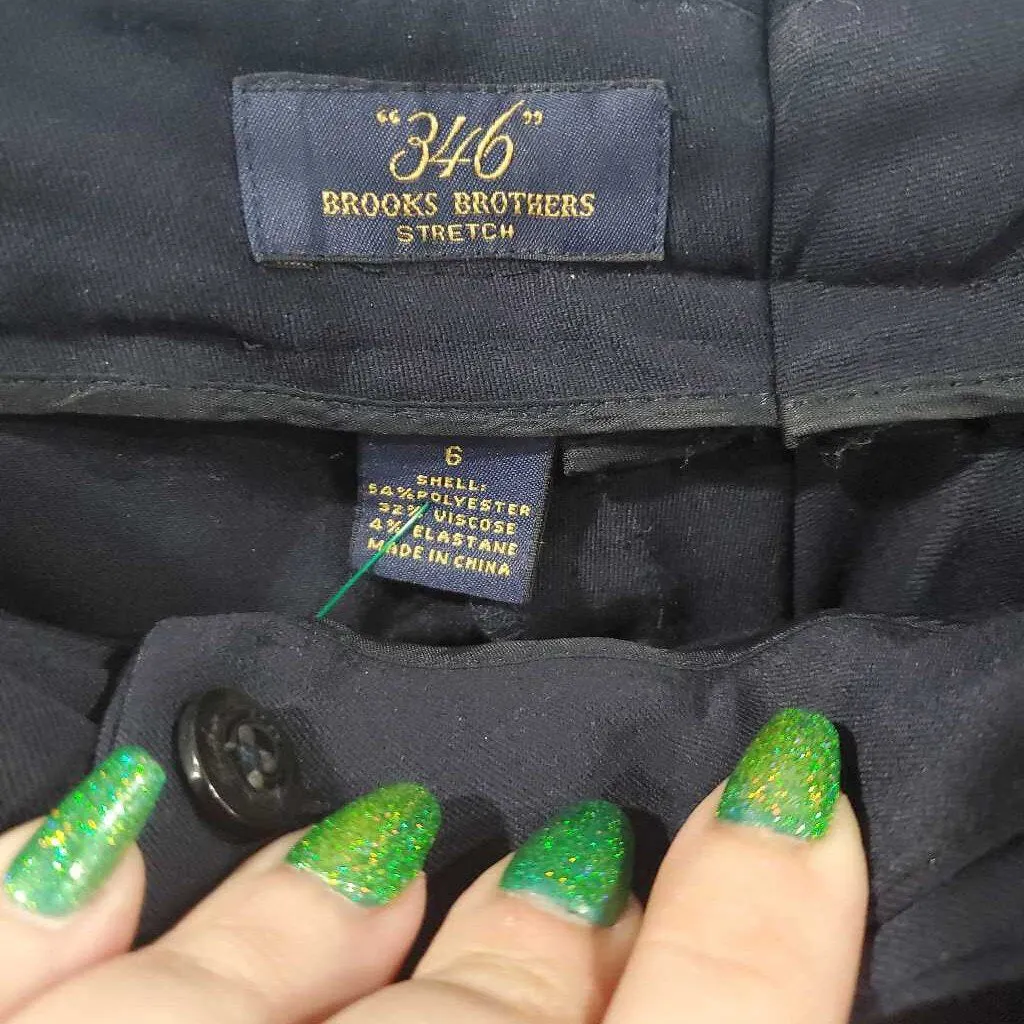 "346"
BROOKS BROTHERS
STRETCH
6
SHELL:
54%POLYESTER
32% VISCOSE
4% ELASTANE
MADE IN CHINA